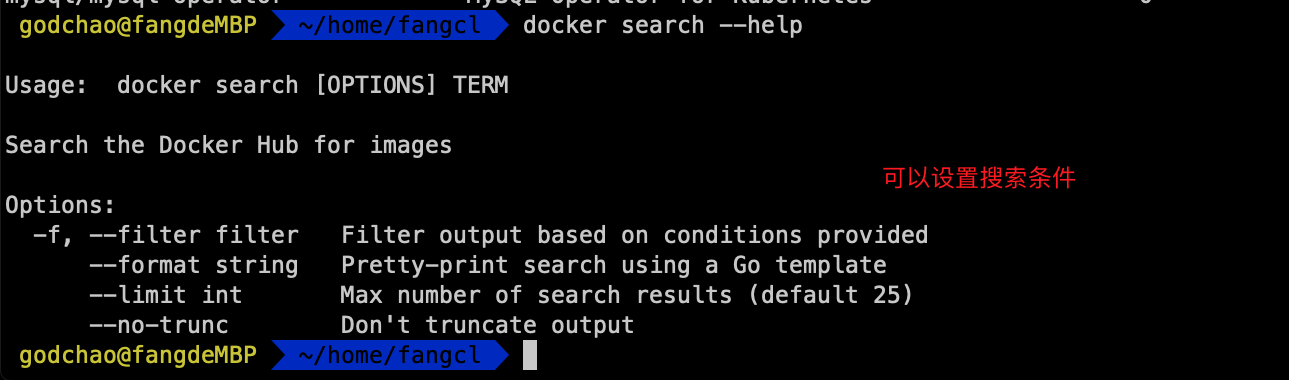 mysql/mysql-operator MySQL Operator for Kubernetes 0
godchao@fangdeMBP ~/home/fangcl docker search --help
Usage:  docker search [OPTIONS] TERM
Search the Docker Hub for images
可以设置搜索条件
Options:
  -f, --filter filter   Filter output based on conditions provided
      --format string   Pretty-print search using a Go template
      --limit int       Max number of search results (default 25)
      --no-trunc        Don't truncate output
godchao@fangdeMBP ~/home/fangcl